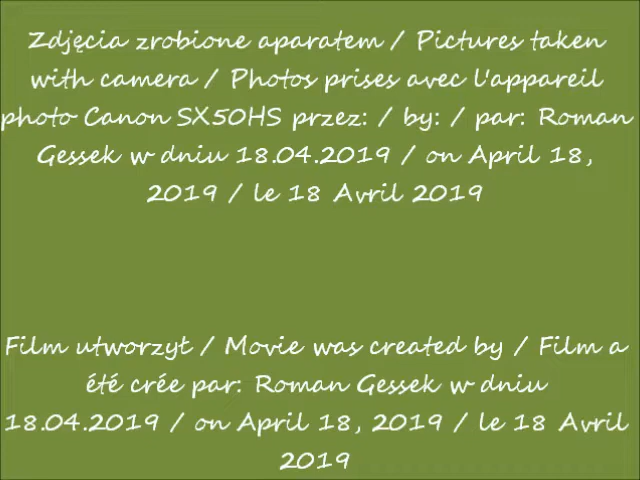 Zdjęcia zrobione aparatem / Pictures taken
with camera / Photos prises avec l'appareil
photo Canon SX50HS przez: / by: / par: Roman
Gessek w dniu 18.04.2019 / on April 18,
2019 / le 18 Avril 2019
Film utworzył / Movie was created by / Film a
été crée par: Roman Gessek w dniu
18.04.2019 / on April 18, 2019 / le 18 Avril
2019